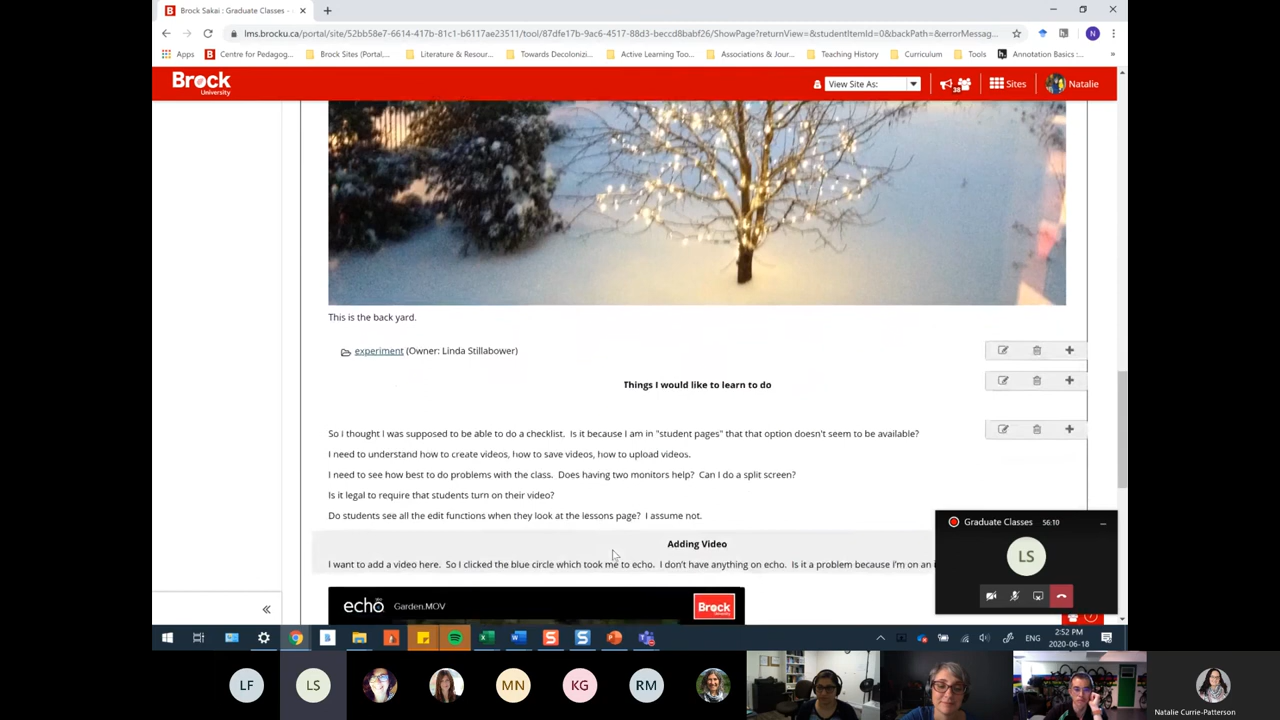 Brock Sakai : Graduate Classes -
lms.brocku.ca/portal/site/52bb58e7-6614-417b-81c1-b6117ae23511/tool/87dfe17b-9ac6-4517-88d3-beccd8babf26/ShowPage?returnView=&studentItemId=0&backPath=&errorMessag...
N
Apps
Centre for Pedagog...
Brock Sites (Portal,...
Literature & Resour...
Towards Decolonizi...
Active Learning Too...
Associations & Jour...
Teaching History
Curriculum
Tools
Annotation Basics :...
Brock
University
View Site As:
38
Sites
Natalie
This is the back yard.
experiment (Owner: Linda Stillabower)
Things I would like to learn to do
So I thought I was supposed to be able to do a checklist. Is it because I am in "student pages" that that option doesn't seem to be available?
I need to understand how to create videos, how to save videos, how to upload videos.
I need to see how best to do problems with the class. Does having two monitors help? Can I do a split screen?
Is it legal to require that students turn on their video?
Do students see all the edit functions when they look at the lessons page? I assume not.
Adding Video
I want to add a video here. So I clicked the blue circle which took me to echo. I don't have anything on echo. Is it a problem because I'm on an
Graduate Classes 56:10
LS
echo
Garden.MOV
Brock
ENG
2:52 PM
2020-06-18
LF
LS
MN
KG
RM
Natalie Currie-Patterson